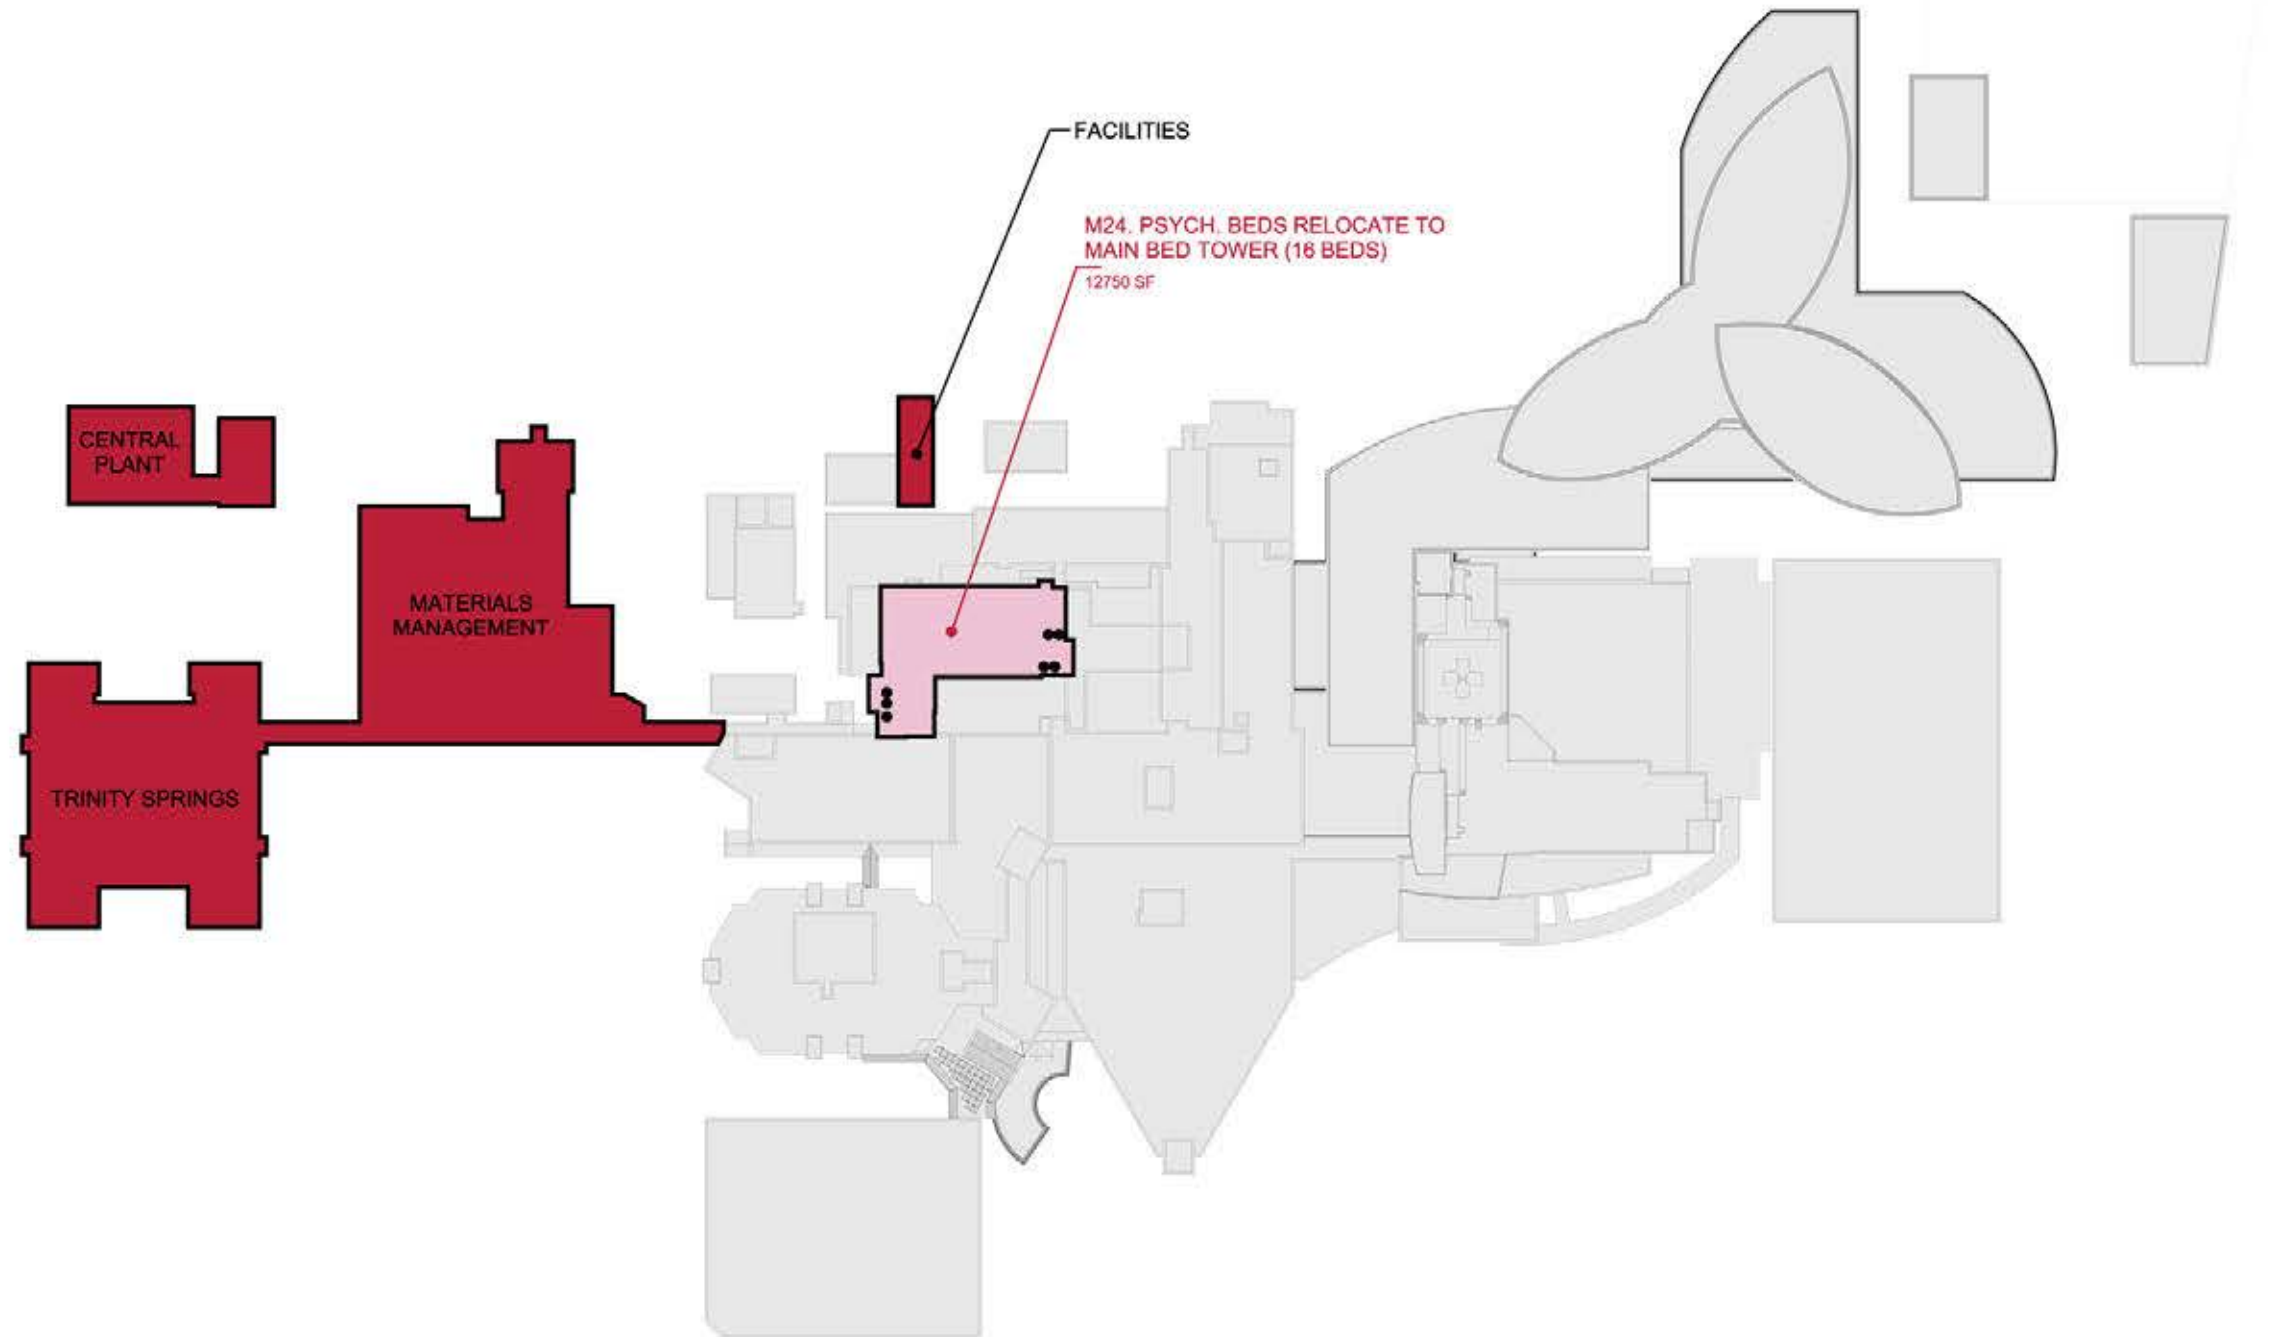 FACILITIES
M24. PSYCH. BEDS RELOCATE TO
MAIN BED TOWER (16 BEDS)
12750 SF
CENTRAL
PLANT
MATERIALS
MANAGEMENT
TRINITY SPRINGS